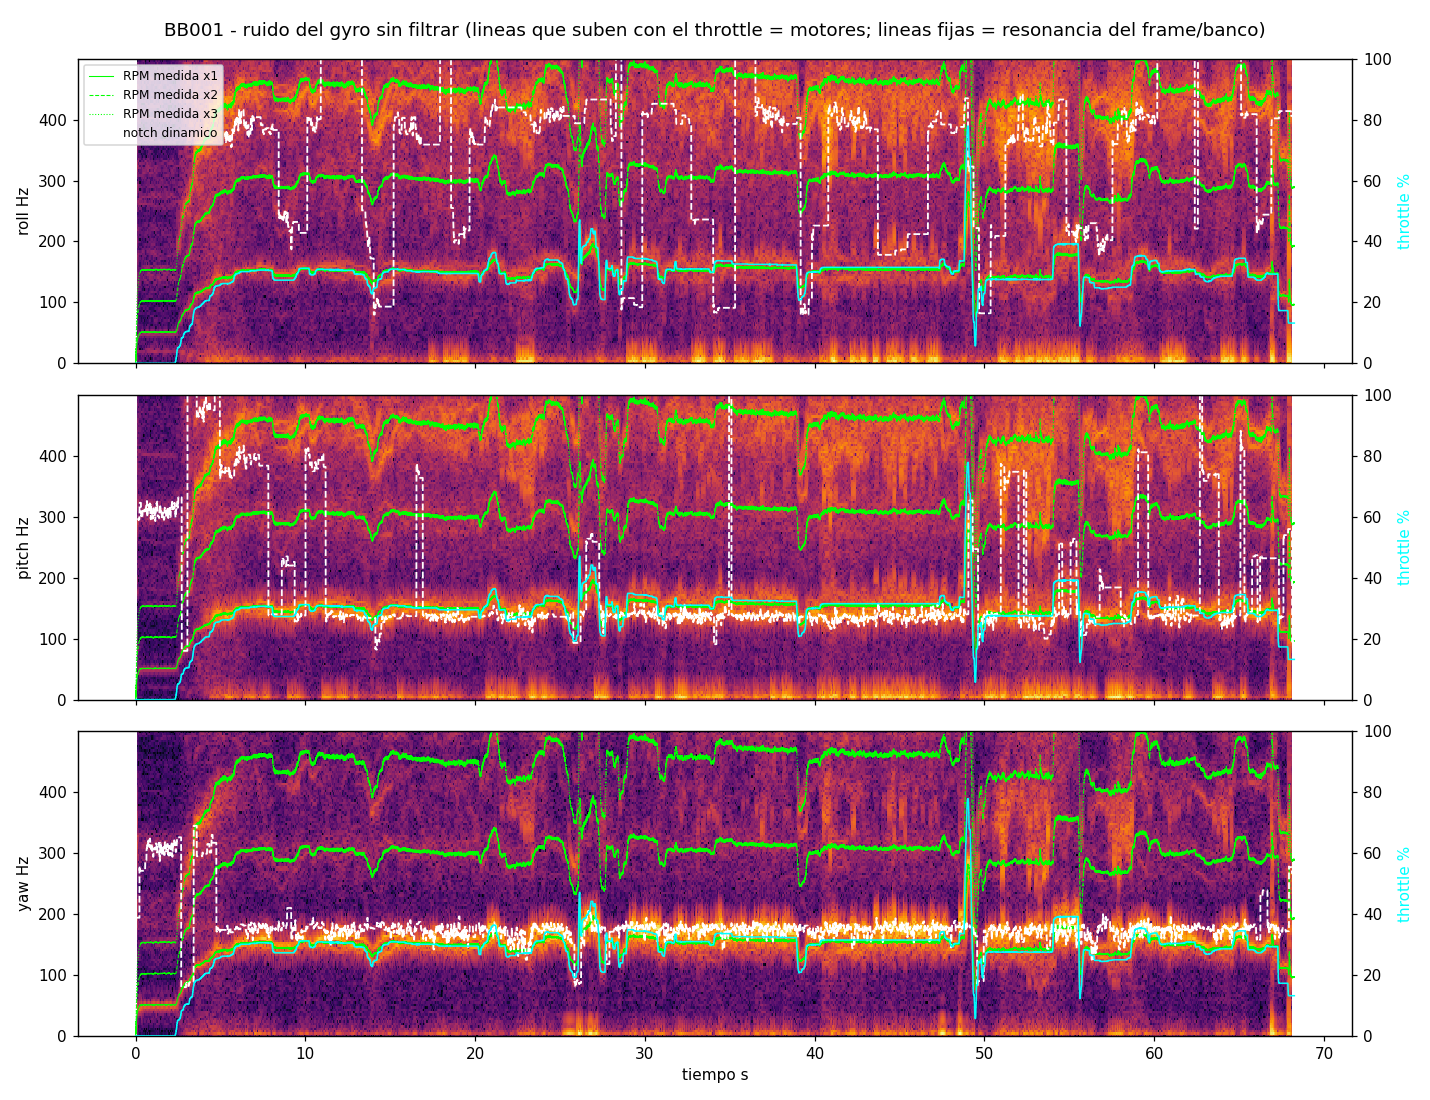 BB001 - ruido del gyro sin filtrar (lineas que suben con el throttle = motores; lineas fijas = resonancia del frame/banco)
RPM medida x1
RPM medida x2
RPM medida x3
notch dinamico
400
300
200
100
0
roll Hz
100
80
60
40
20
0
throttle %
400
300
200
100
0
pitch Hz
100
80
60
40
20
0
throttle %
400
300
200
100
0
yaw Hz
100
80
60
40
20
0
throttle %
0 10 20 30 40 50 60 70
tiempo s